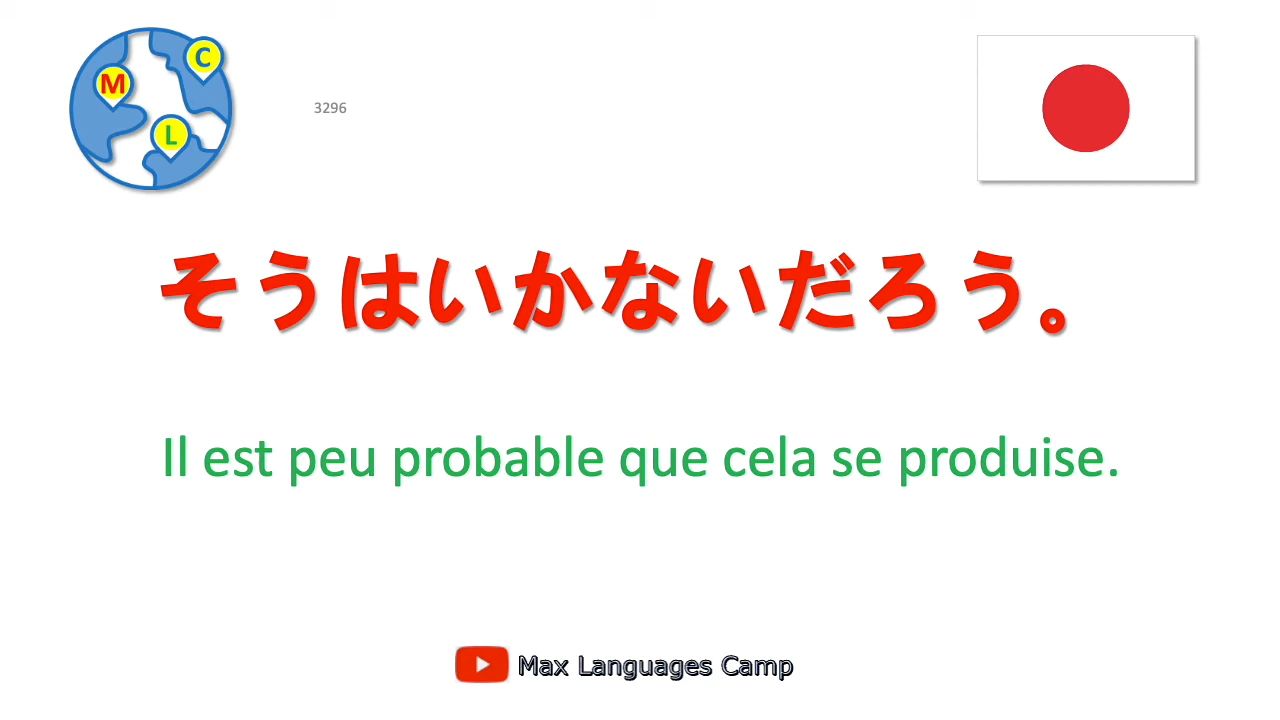 M
C
L
3296
そうはいかないだろう。
Il est peu probable que cela se produise.
Max Languages Camp